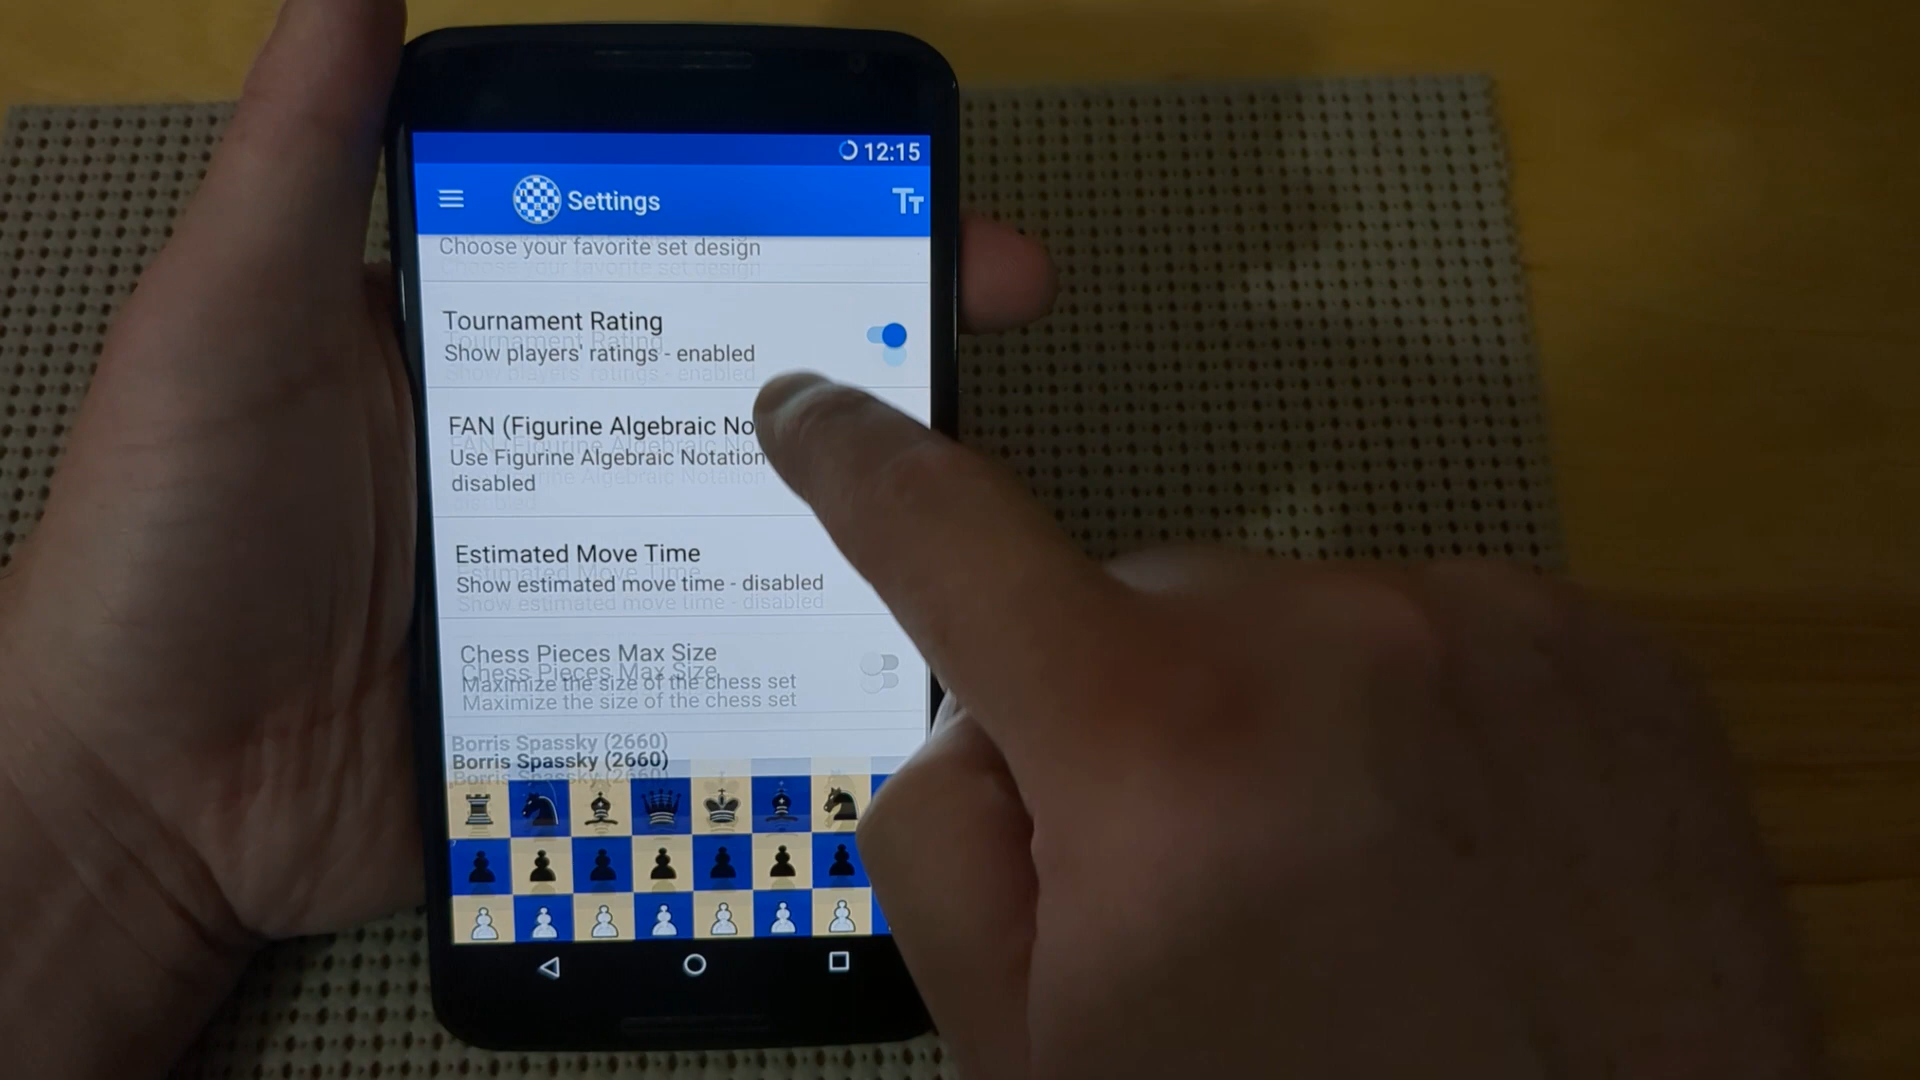 12:15
Settings
TT
Choose your favorite set design
Tournament Rating
Show players' ratings - enabled
FAN (Figurine Algebraic No
Use Figurine Algebraic Notation
disabled
Estimated Move Time
Show estimated move time - disabled
Chess Pieces Max Size
Maximize the size of the chess set
Borris Spassky (2660)